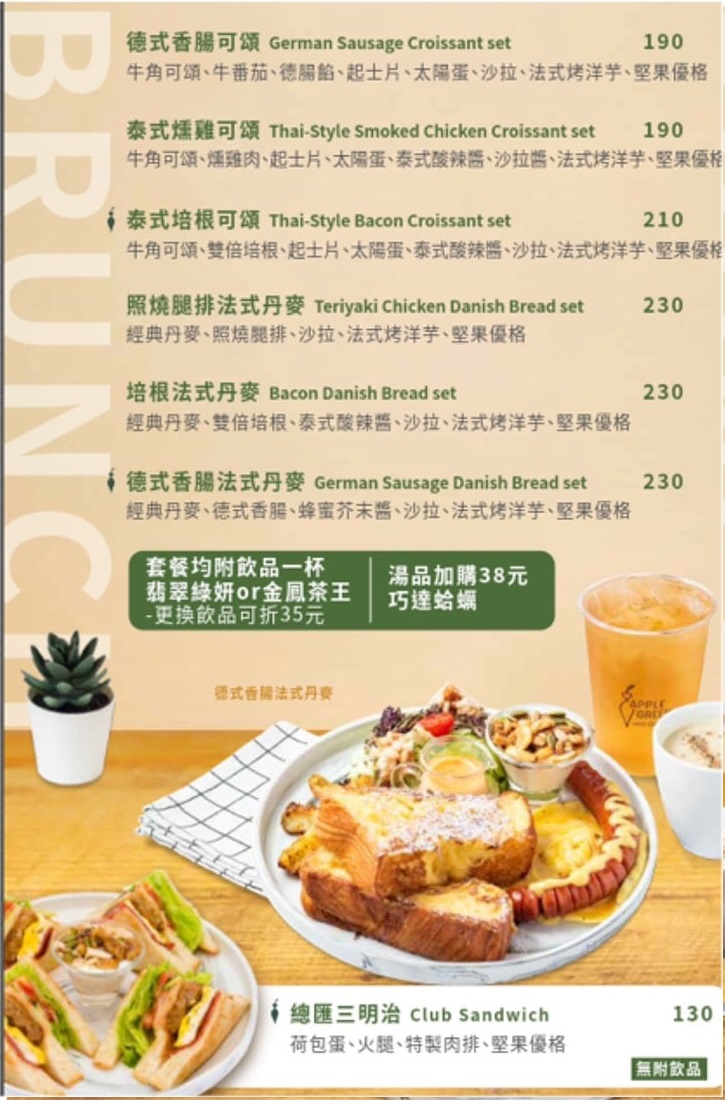 BRUNCH
德式香腸可頌 German Sausage Croissant set 190
牛角可頌、牛番茄、德腸餡、起士片、太陽蛋、沙拉、法式烤洋芋、堅果優格
泰式燻雞可頌 Thai-Style Smoked Chicken Croissant set 190
牛角可頌、燻雞肉、起士片、太陽蛋、泰式酸辣醬、沙拉醬、法式烤洋芋、堅果優格
泰式培根可頌 Thai-Style Bacon Croissant set 210
牛角可頌、雙倍培根、起士片、太陽蛋、泰式酸辣醬、沙拉、法式烤洋芋、堅果優格
照燒腿排法式丹麥 Teriyaki Chicken Danish Bread set 230
經典丹麥、照燒腿排、沙拉、法式烤洋芋、堅果優格
培根法式丹麥 Bacon Danish Bread set 230
經典丹麥、雙倍培根、泰式酸辣醬、沙拉、法式烤洋芋、堅果優格
德式香腸法式丹麥 German Sausage Danish Bread set 230
經典丹麥、德式香腸、蜂蜜芥末醬、沙拉、法式烤洋芋、堅果優格
套餐均附飲品一杯
翡翠綠妍or金鳳茶王
-更換飲品可折35元
湯品加購38元
巧達蛤蠣
德式香腸法式丹麥
APPLE
GREEN
總匯三明治 Club Sandwich 130
荷包蛋、火腿、特製肉排、堅果優格
無附飲品